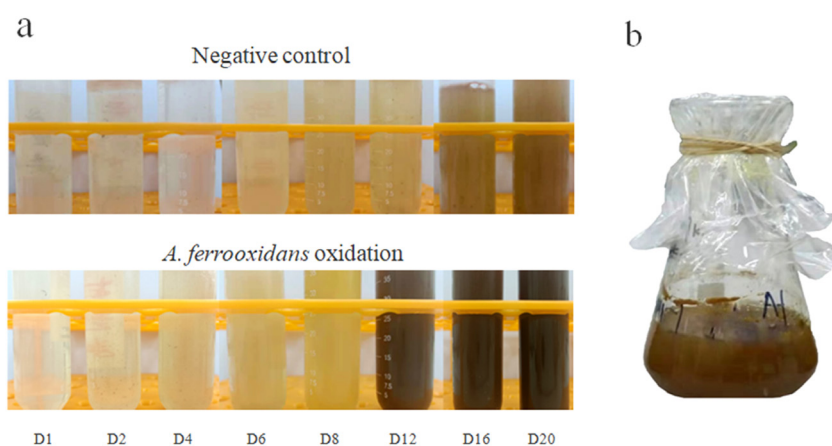 a
Negative control
A. ferrooxidans oxidation
D1 D2 D4 D6 D8 D12 D16 D20
b